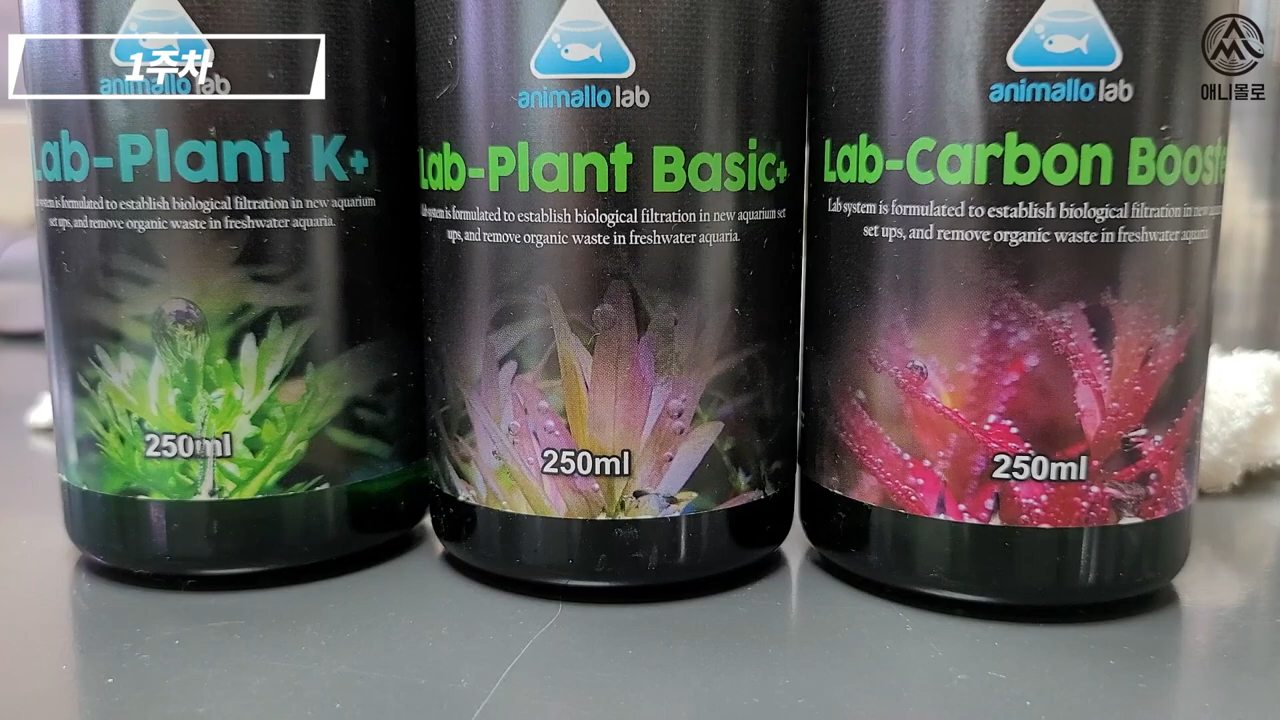 1주차
애니몰로
animallo lab
Lab-Plant K+
system is formulated to establish biological filtration in new aquarium
set ups, and remove organic waste in freshwater aquaria.
250ml
animallo lab
Lab-Plant Basic+
Lab system is formulated to establish biological filtration in new aquarium set
ups, and remove organic waste in freshwater aquaria.
250ml
animallo lab
Lab-Carbon Booste
Lab system is formulated to establish biological filtration in new
set ups, and remove organic waste in freshwater aquaria.
250ml